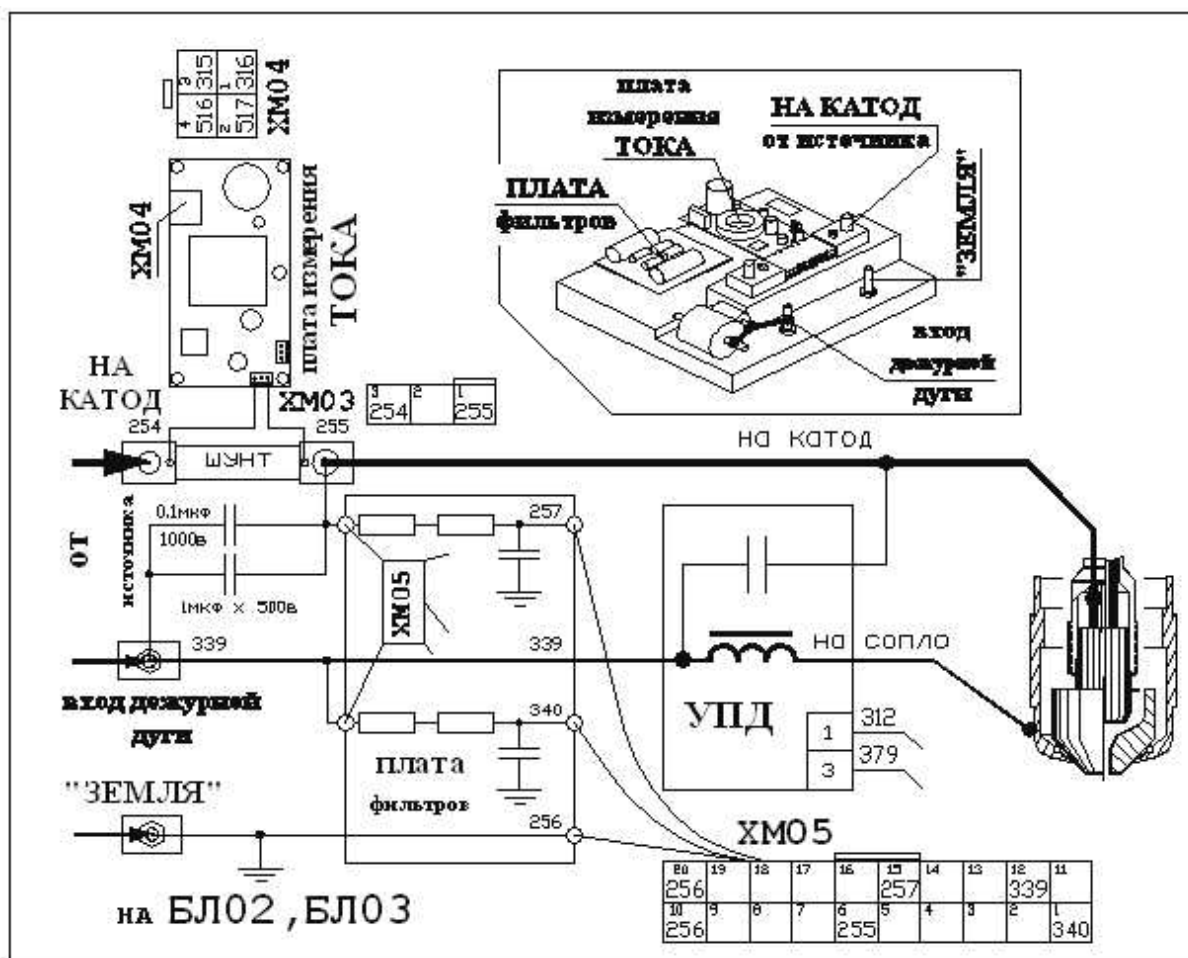 3
315
1
316
4
516
2
517
ХМ04
ХМ04
плата измерения
ТОКА
плата
измерения
ТОКА
НА КАТОД
от источника
ПЛАТА
фильтров
"ЗЕМЛЯ"
вход
дежурной
дуги
НА
КАТОД
ХМ03
3
254
2
1
255
254
255
ШУНТ
на катод
от
источника
0.1мкф
1000в
1мкф х 500в
257
ХМ05
339
339
на сопло
вход дежурной
дуги
340
УПД
1
312
3
379
плата
фильтров
"ЗЕМЛЯ"
256
на БЛ02,БЛ03
ХМ05
20 19 18 17 16 15 14 13 12 11
256 257 339
10 9 8 7 6 5 4 3 2 1
256 255 340